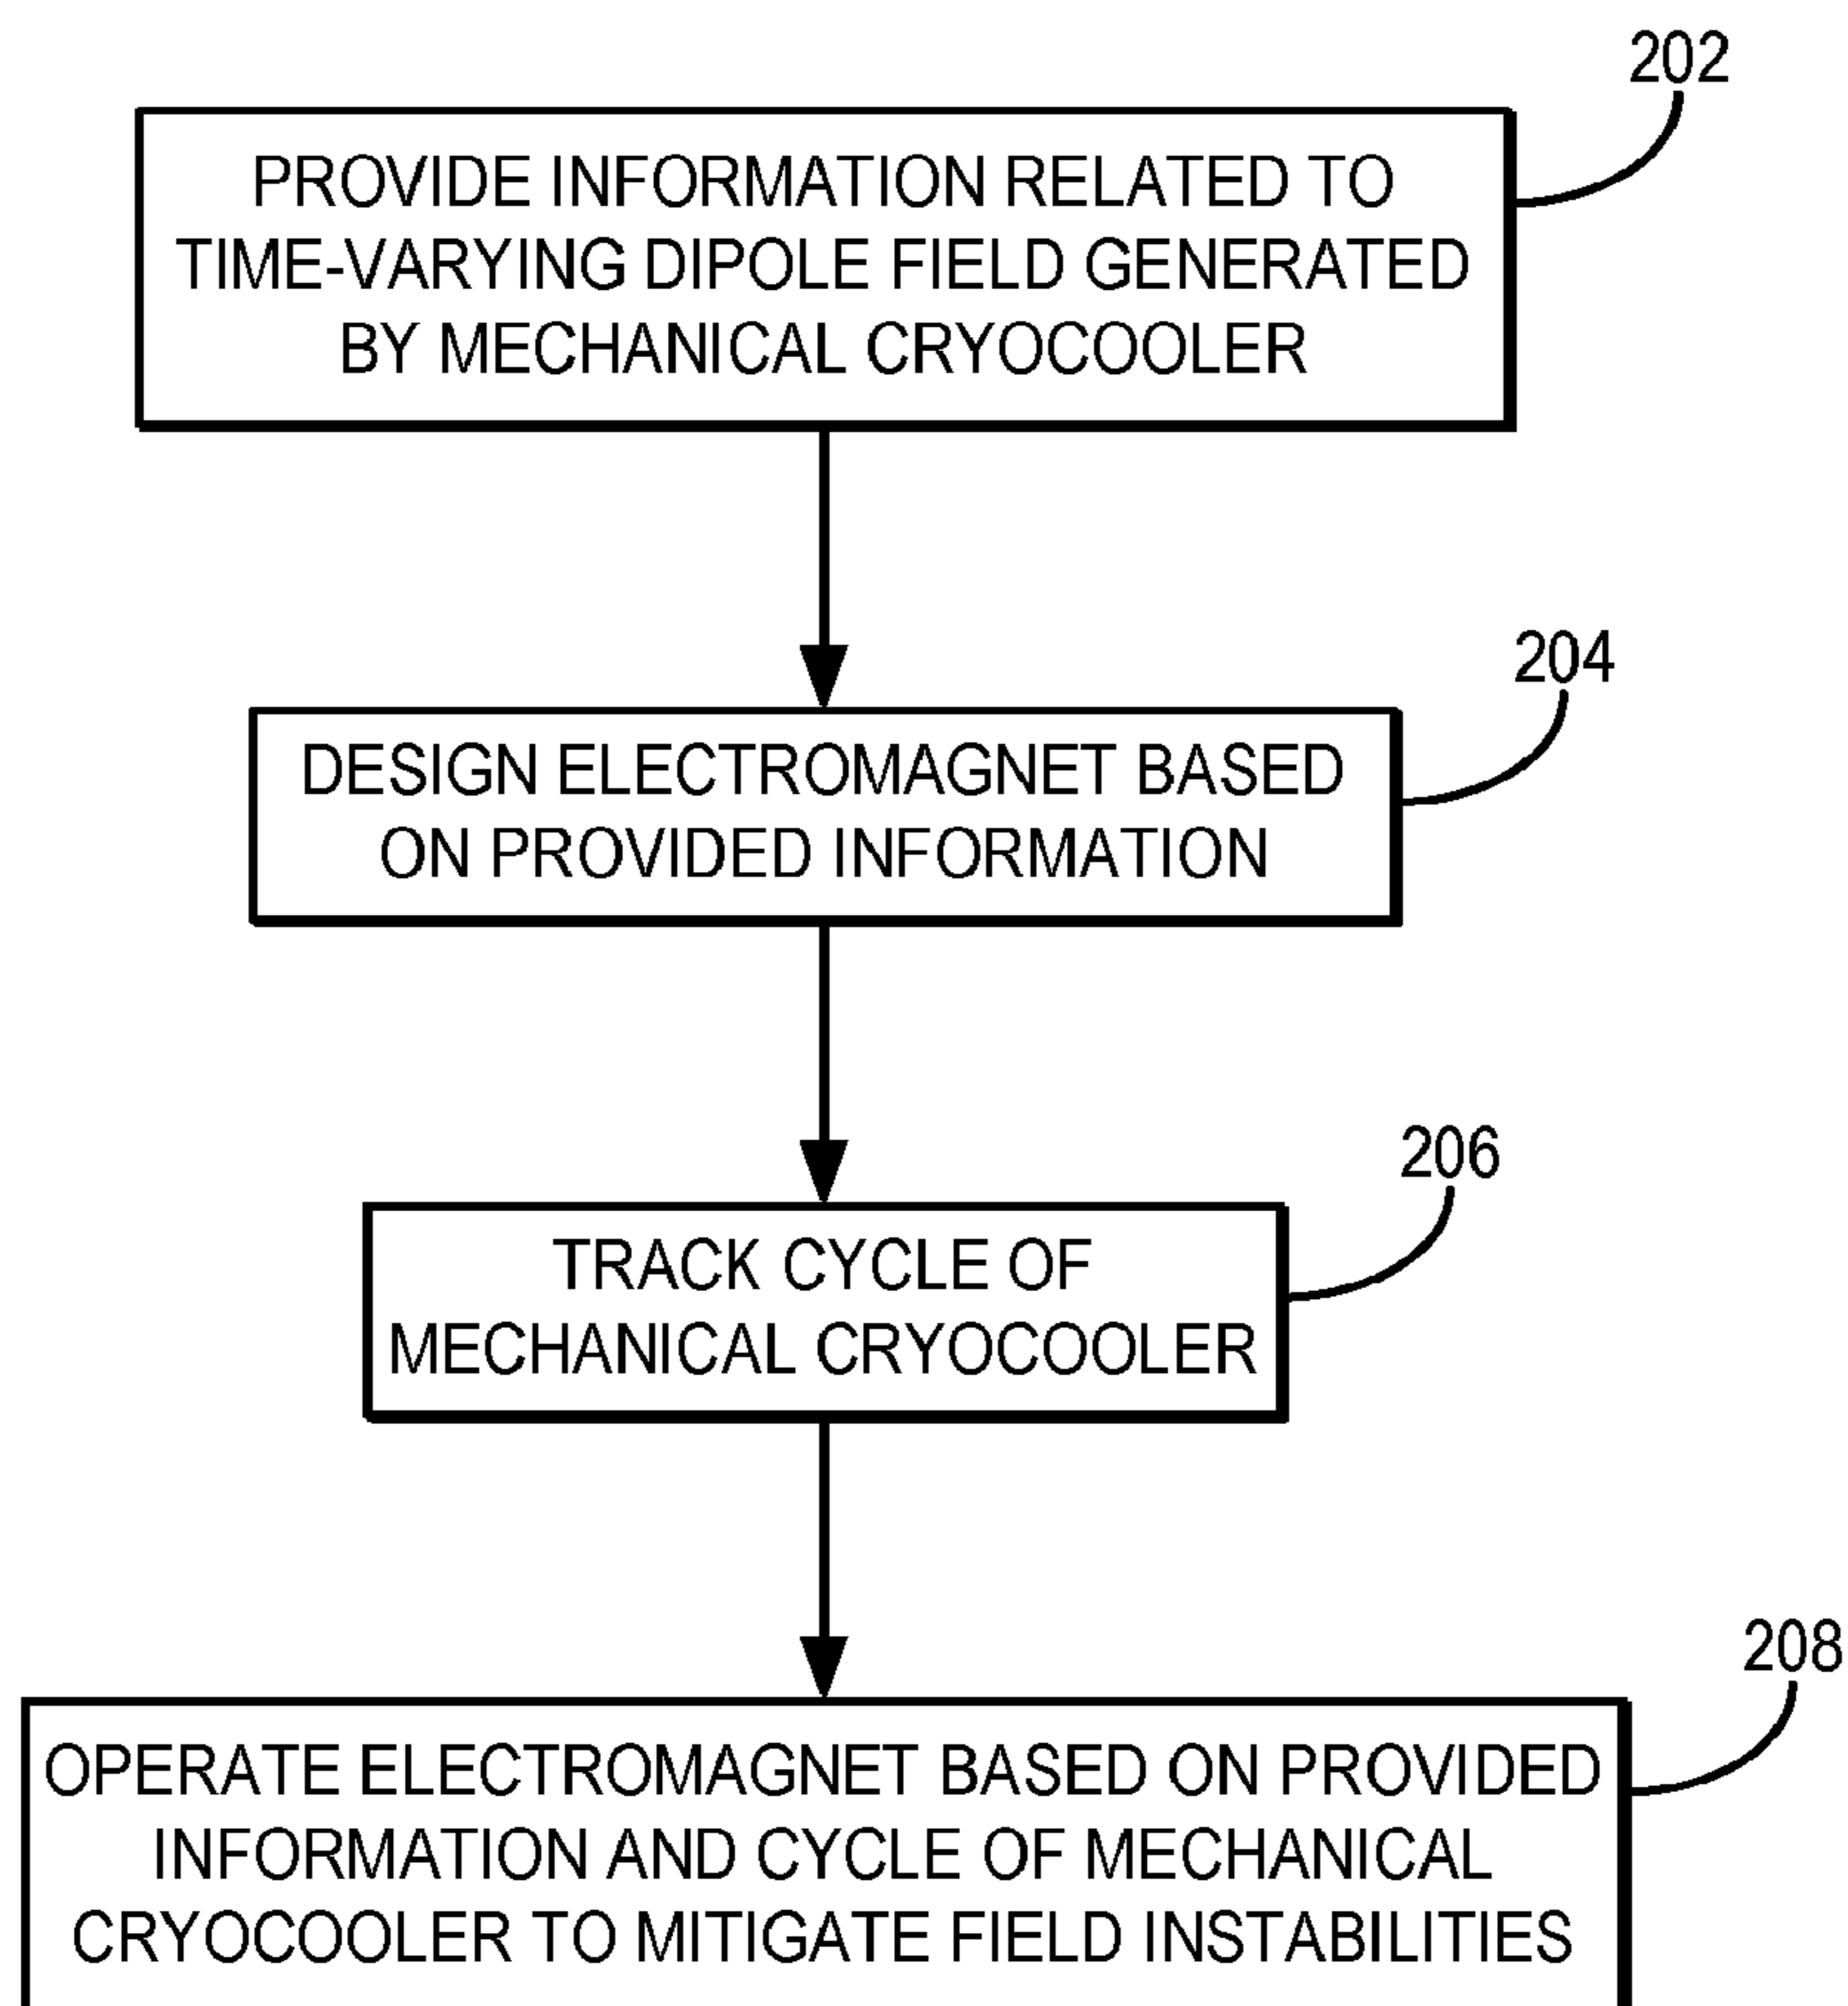 202
PROVIDE INFORMATION RELATED TO
TIME-VARYING DIPOLE FIELD GENERATED
BY MECHANICAL CRYOCOOLER
204
DESIGN ELECTROMAGNET BASED
ON PROVIDED INFORMATION
206
TRACK CYCLE OF
MECHANICAL CRYOCOOLER
208
OPERATE ELECTROMAGNET BASED ON PROVIDED
INFORMATION AND CYCLE OF MECHANICAL
CRYOCOOLER TO MITIGATE FIELD INSTABILITIES